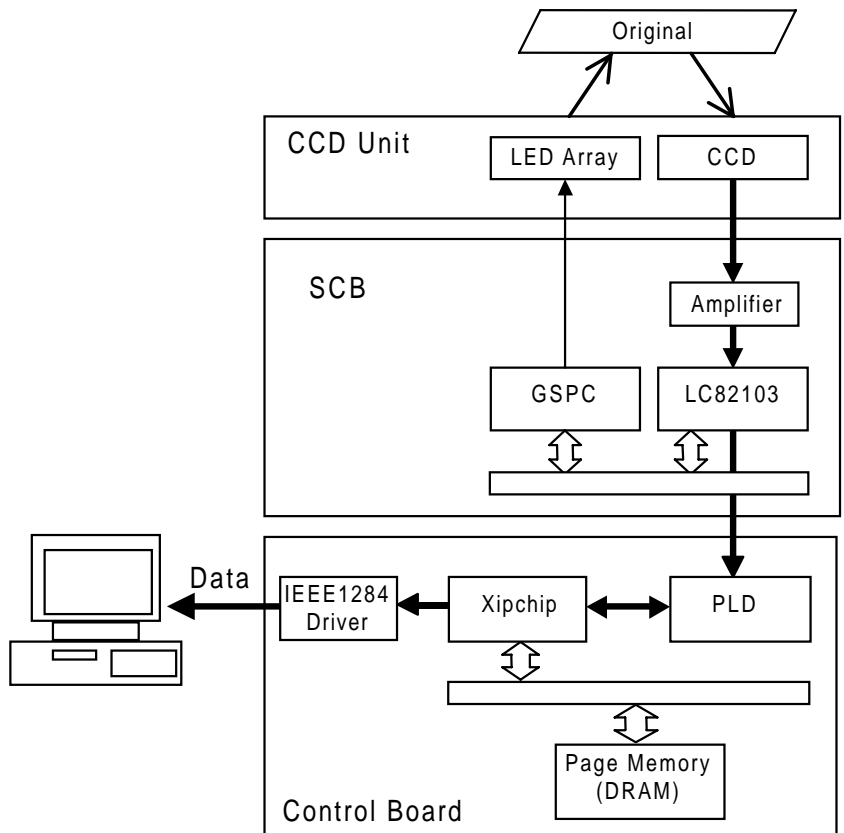 Original
CCD Unit
LED Array
CCD
SCB
Amplifier
GSPC
LC82103
Data
IEEE1284
Driver
Xipchip
PLD
Page Memory
(DRAM)
Control Board